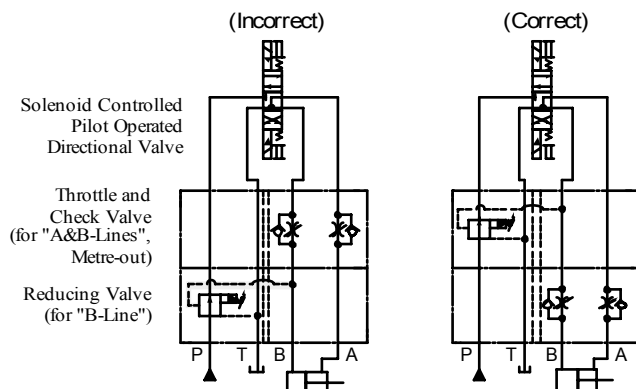 (Incorrect)
(Correct)
Solenoid Controlled
Pilot Operated
Directional Valve
Throttle and
Check Valve
(for "A&B-Lines",
Metre-out)
Reducing Valve
(for "B-Line")
P T B A
P T B A